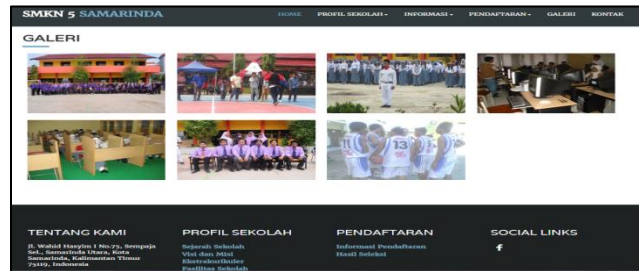 SMKN 5 SAMARINDA
HOME PROFIL SEKOLAH INFORMASI PENDAFTARAN GALERI KONTAK
GALERI
13
TENTANG KAMI
Jl. Wahid Hasyim I No.75, Sempaja
Sel., Samarinda Utara, Kota
Samarinda, Kalimantan Timur
75119, Indonesia
PROFIL SEKOLAH
Sejarah Sekolah
Visi dan Misi
Ekstrakurikuler
Fasilitas Sekolah
PENDAFTARAN
Informasi Pendaftaran
Hasil Seleksi
SOCIAL LINKS